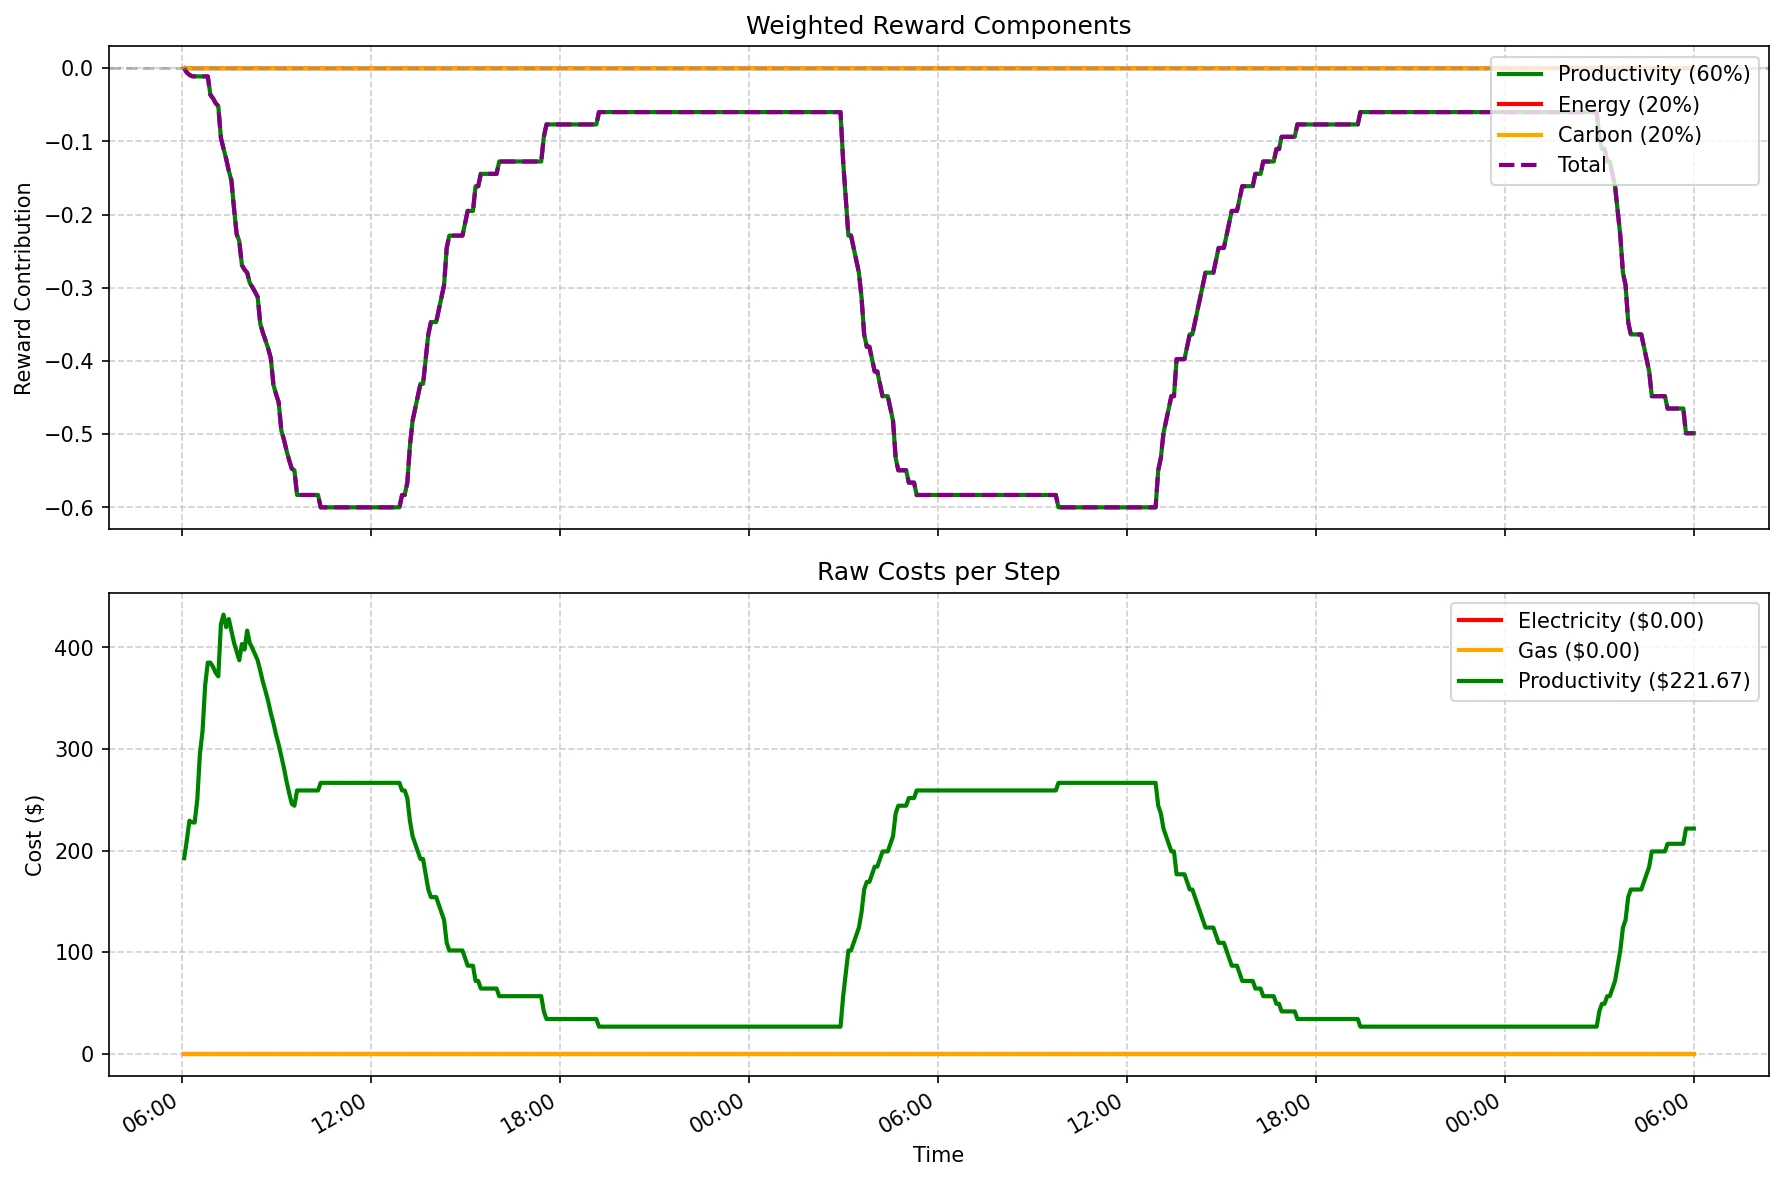 Weighted Reward Components
0.0
−0.1
−0.2
−0.3
−0.4
−0.5
−0.6
Reward Contribution
Productivity (60%)
Energy (20%)
Carbon (20%)
Total
Raw Costs per Step
400
300
200
100
0
Cost ($)
Electricity ($0.00)
Gas ($0.00)
Productivity ($221.67)
06:00
12:00
18:00
00:00
06:00
12:00
18:00
00:00
06:00
Time